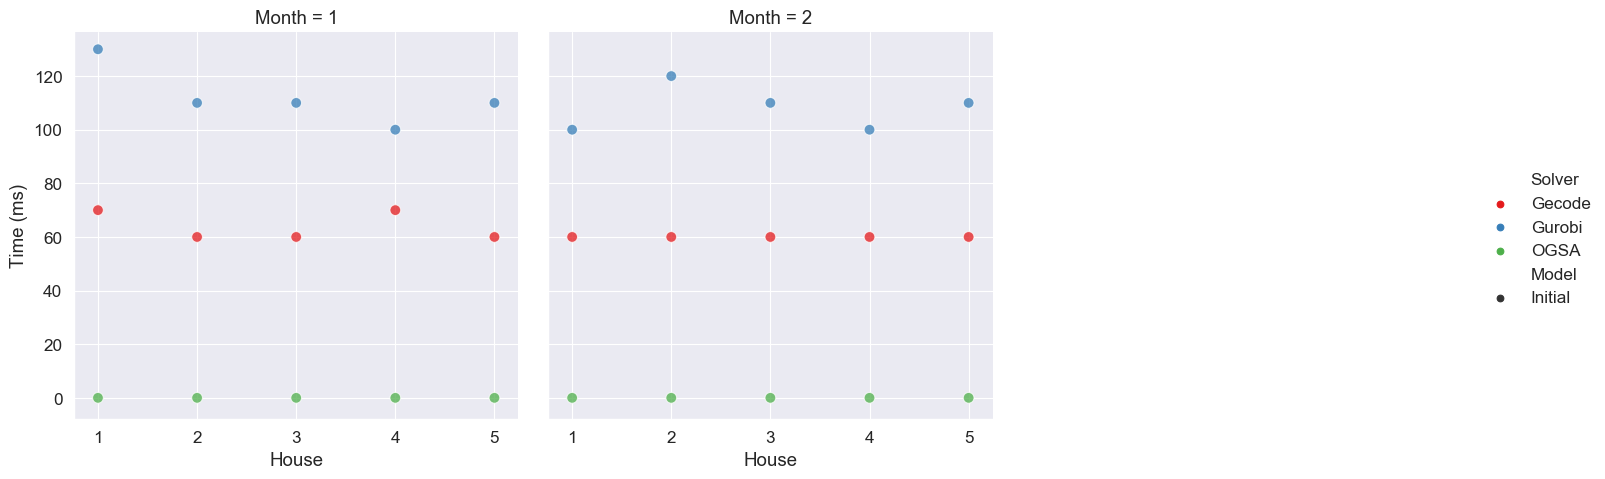 Month = 1
Month = 2
Time (ms)
120
100
80
60
40
20
0
1 2 3 4 5
House
1 2 3 4 5
House
Solver
Gecode
Gurobi
OGSA
Model
Initial